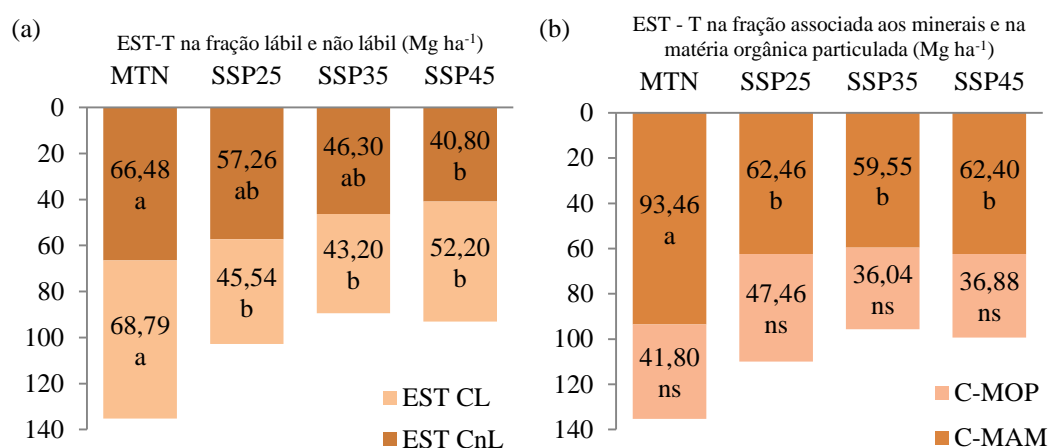 (a)
EST-T na fração lábil e não lábil (Mg ha-1)
MTN SSP25 SSP35 SSP45
0
20
40
60
80
100
120
140
66,48
a
57,26
ab
46,30
ab
40,80
b
68,79
a
45,54
b
43,20
b
52,20
b
EST CL
EST CnL
(b)
EST - T na fração associada aos minerais e na
matéria orgânica particulada (Mg ha-1)
MTN SSP25 SSP35 SSP45
0
20
40
60
80
100
120
140
93,46
a
62,46
b
59,55
b
62,40
b
41,80
ns
47,46
ns
36,04
ns
36,88
ns
C-MOP
C-MAM